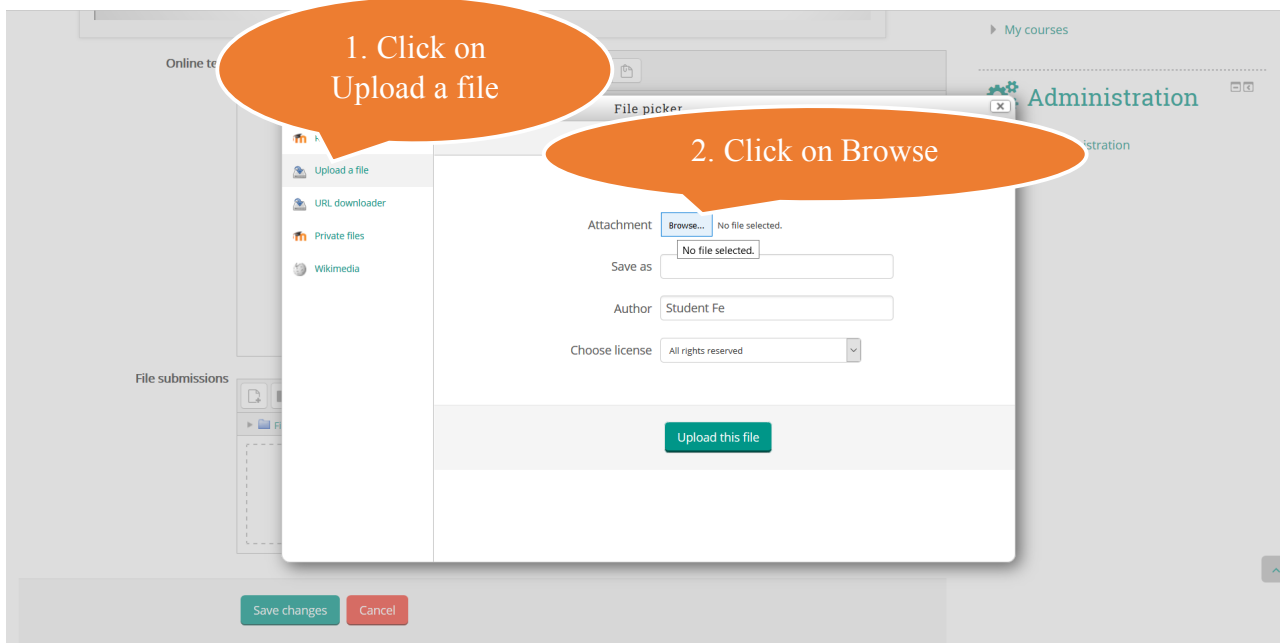 My courses
Online te
1. Click on
Upload a file
File picker
Administration
2. Click on Browse
istration
Upload a file
URL downloader
Private files
Wikimedia
Attachment Browse... No file selected.
No file selected.
Save as
Author Student Fe
Choose license All rights reserved
File submissions
Fi
Upload this file
Save changes Cancel